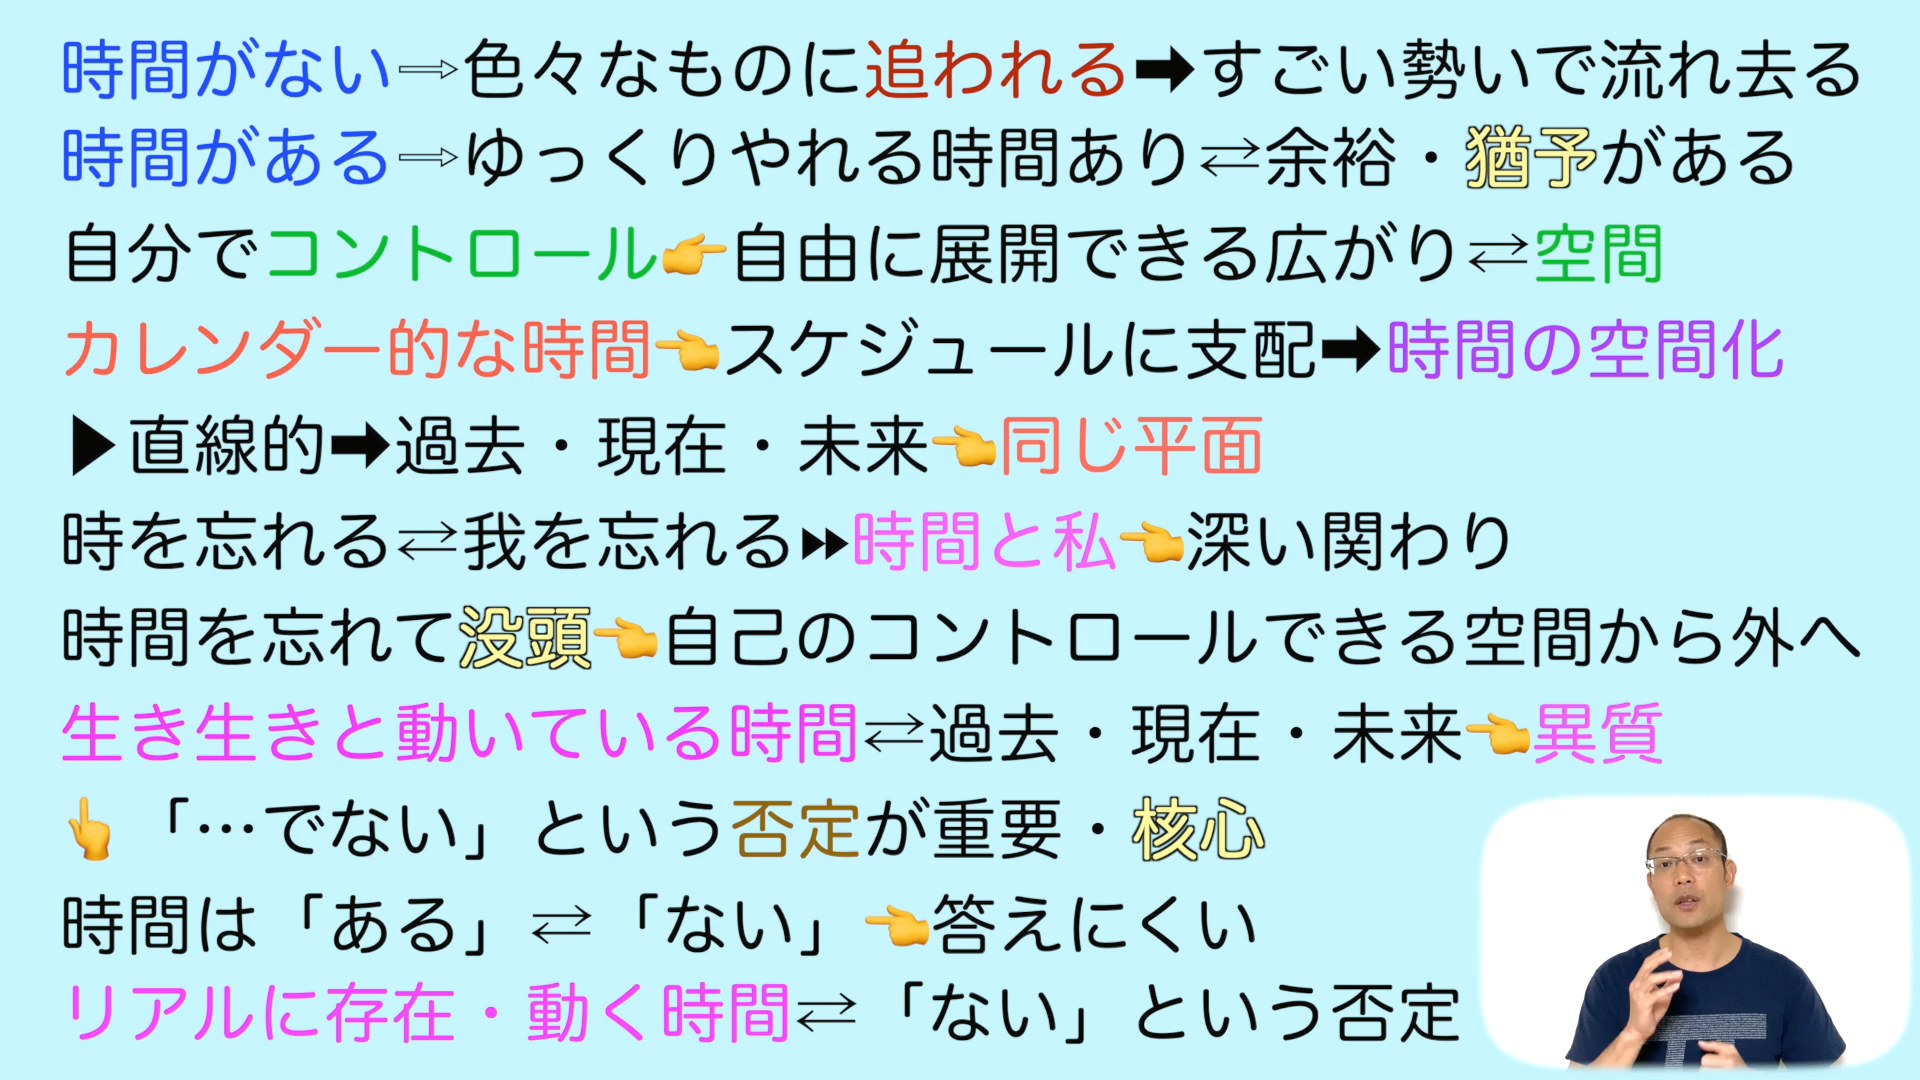 時間がない⇨色々なものに追われる➡すごい勢いで流れ去る
時間がある⇨ゆっくりやれる時間あり⇄余裕・猶予がある
自分でコントロール👉自由に展開できる広がり⇄空間
カレンダー的な時間👈スケジュールに支配➡時間の空間化
▶直線的➡過去・現在・未来👈同じ平面
時を忘れる⇄我を忘れる⏩時間と私👈深い関わり
時間を忘れて没頭👈自己のコントロールできる空間から外へ
生き生きと動いている時間⇄過去・現在・未来👈異質
👆「…でない」という否定が重要・核心
時間は「ある」⇄「ない」👈答えにくい
リアルに存在・動く時間⇄「ない」という否定